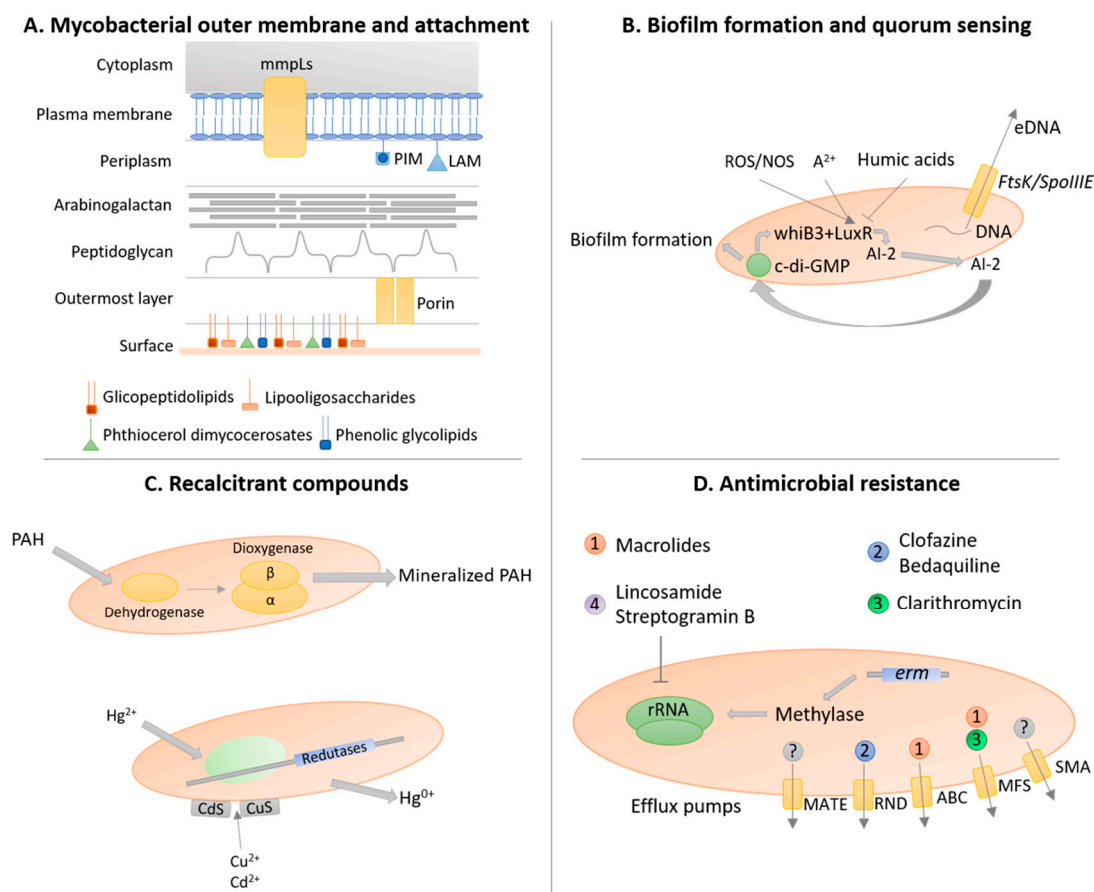 A. Mycobacterial outer membrane and attachment
Cytoplasm
mmpLs
Plasma membrane
Periplasm
PIM
LAM
Arabinogalactan
Peptidoglycan
Outermost layer
Porin
Surface
Glicopeptidolipids
Lipooligosaccharides
Phthiocerol dimycocerosates
Phenolic glycolipids
B. Biofilm formation and quorum sensing
eDNA
ROS/NOS
A²⁺
Humic acids
FtsK/SpoIIIE
Biofilm formation
whiB3+LuxR
DNA
AI-2
AI-2
c-di-GMP
C. Recalcitrant compounds
PAH
Dioxygenase
β
α
Mineralized PAH
Dehydrogenase
Hg²⁺
Redutases
Hg⁰⁺
CdS
CuS
Cu²⁺
Cd²⁺
D. Antimicrobial resistance
1 Macrolides
2 Clofazine
Bedaquiline
4 Lincosamide
Streptogramin B
3 Clarithromycin
erm
rRNA
Methylase
1
? 2 1 3 ?
Efflux pumps
MATE
RND
ABC
MFS
SMA